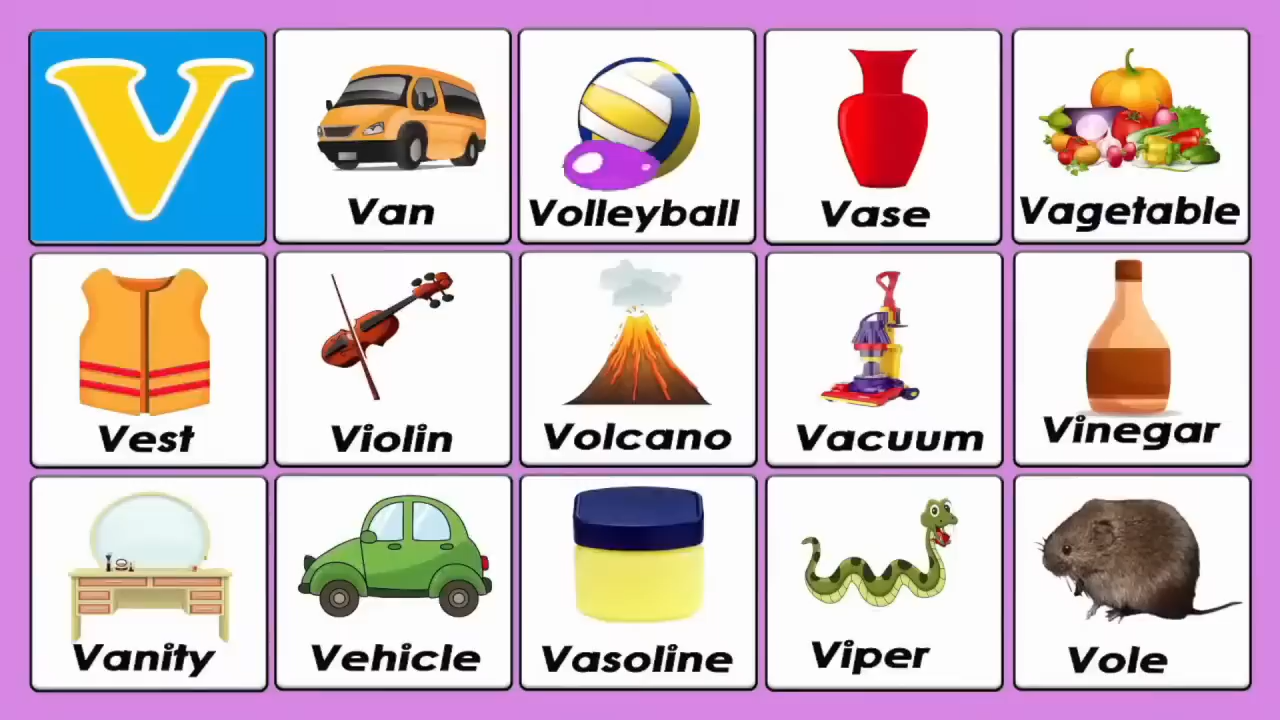 V
Van
Volleyball
Vase
Vagetable
Vest
Violin
Volcano
Vacuum
Vinegar
Vanity
Vehicle
Vasoline
Viper
Vole